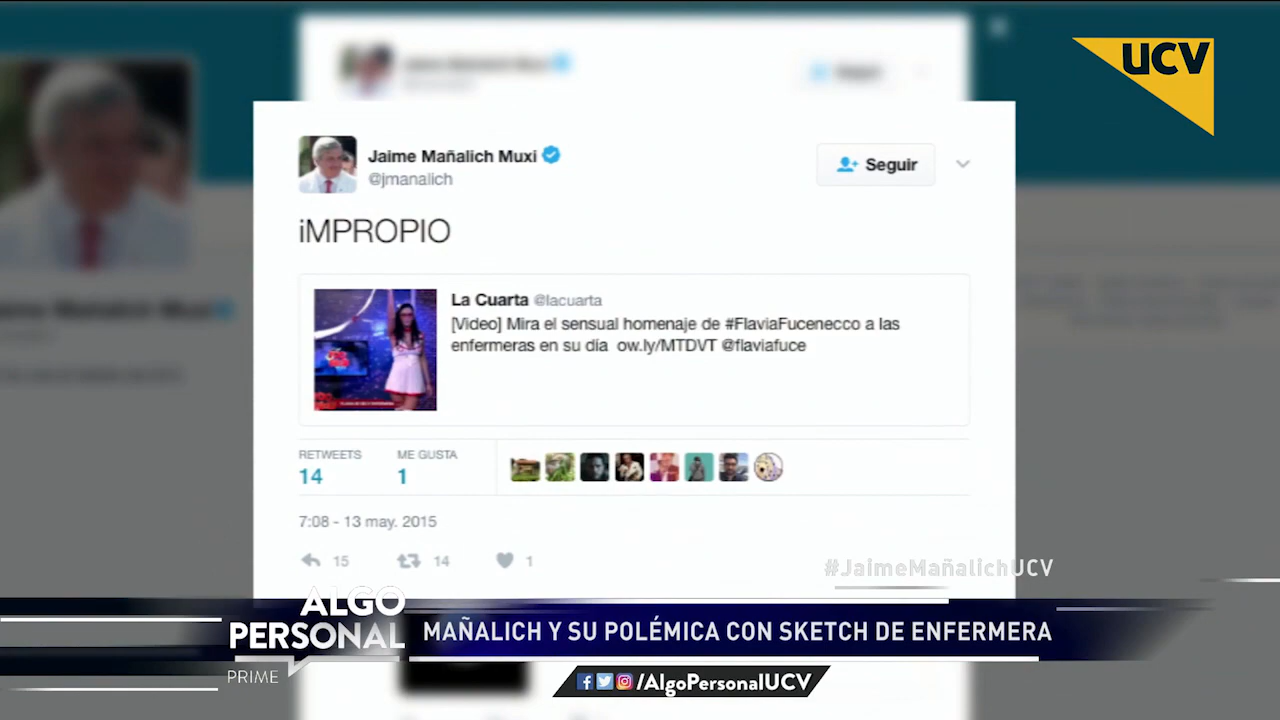 UCV
Jaime Mañalich Muxi
@jmanalich
Seguir
iMPROPIO
La Cuarta @lacuarta
[Video] Mira el sensual homenaje de #FlaviaFucenecco a las
enfermeras en su día ow.ly/MTDVT @flaviafuce
RETWEETS
14
ME GUSTA
1
7:08 - 13 may. 2015
15
14
1
#JaimeMañalichUCV
ALGO
PERSONAL
PRIME
MAÑALICH Y SU POLÉMICA CON SKETCH DE ENFERMERA
/AlgoPersonalUCV